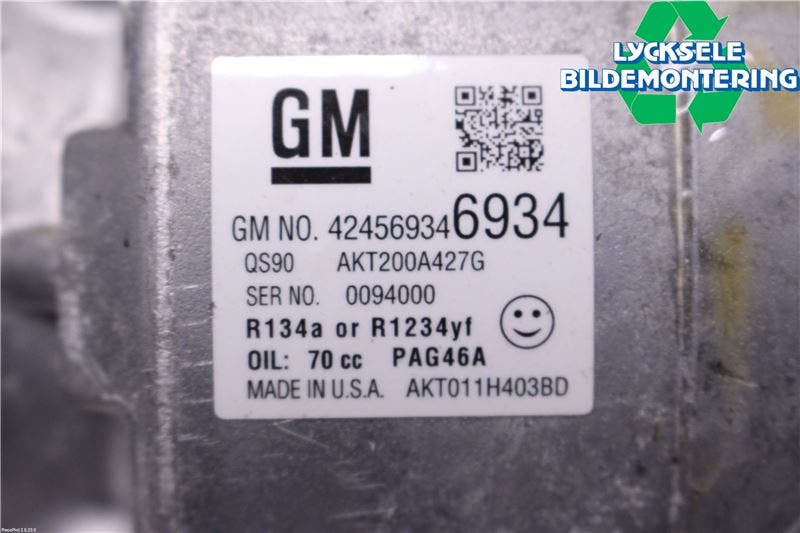 LYCKSELE
BILDEMONTERING
GM
GM NO. 42456934 6934
QS90 AKT200A427G
SER NO. 0094000
R134a or R1234yf
OIL: 70 cc PAG46A
MADE IN U.S.A. AKT011H403BD